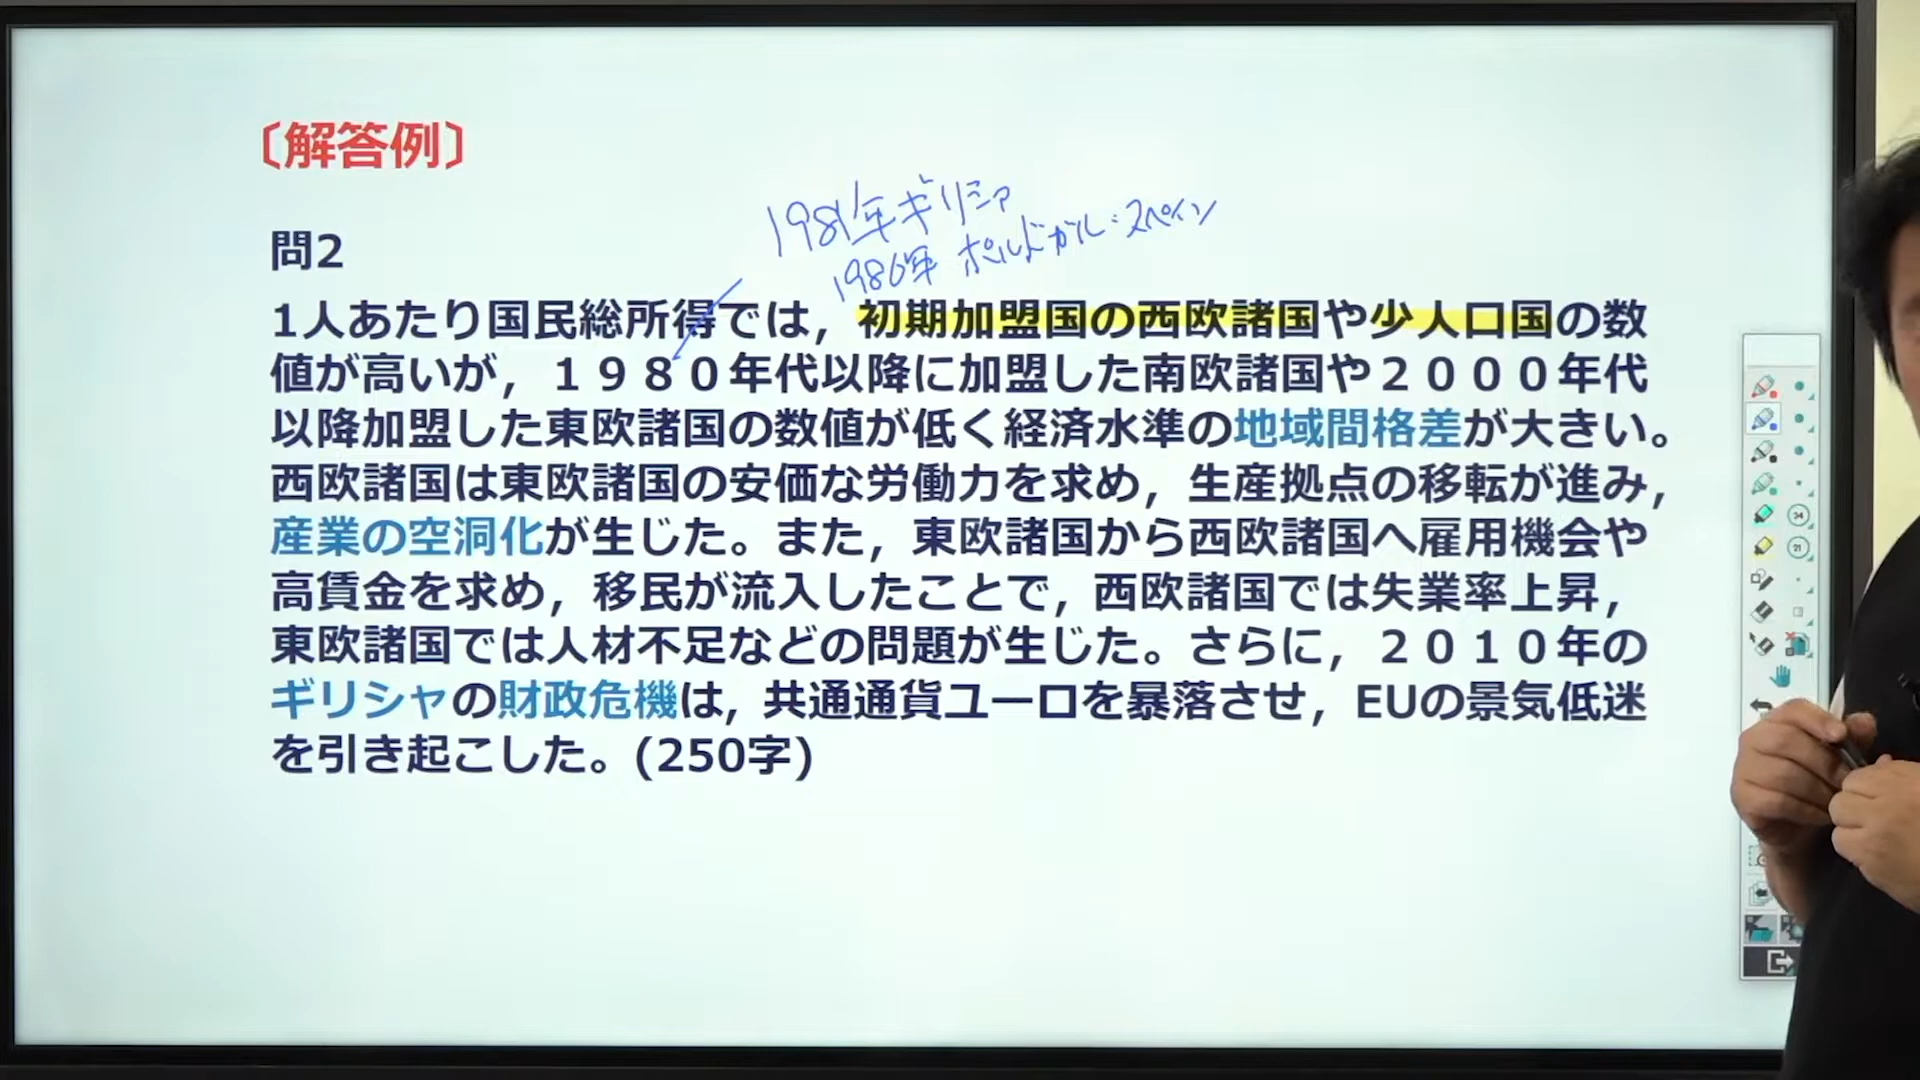 〔解答例〕
1981年ギリシア
1986年 ポルトガル・スペイン
問2
1人あたり国民総所得では，初期加盟国の西欧諸国や少人口国の数
値が高いが，１９８０年代以降に加盟した南欧諸国や２０００年代
以降加盟した東欧諸国の数値が低く経済水準の地域間格差が大きい。
西欧諸国は東欧諸国の安価な労働力を求め，生産拠点の移転が進み，
産業の空洞化が生じた。また，東欧諸国から西欧諸国へ雇用機会や
高賃金を求め，移民が流入したことで，西欧諸国では失業率上昇，
東欧諸国では人材不足などの問題が生じた。さらに，２０１０年の
ギリシャの財政危機は，共通通貨ユーロを暴落させ，EUの景気低迷
を引き起こした。(250字)
34
21